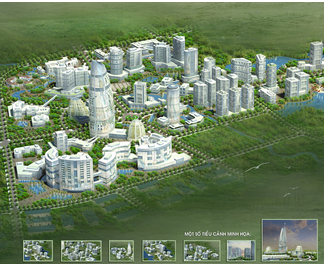 MỘT SỐ TIỂU CẢNH MINH HỌA: